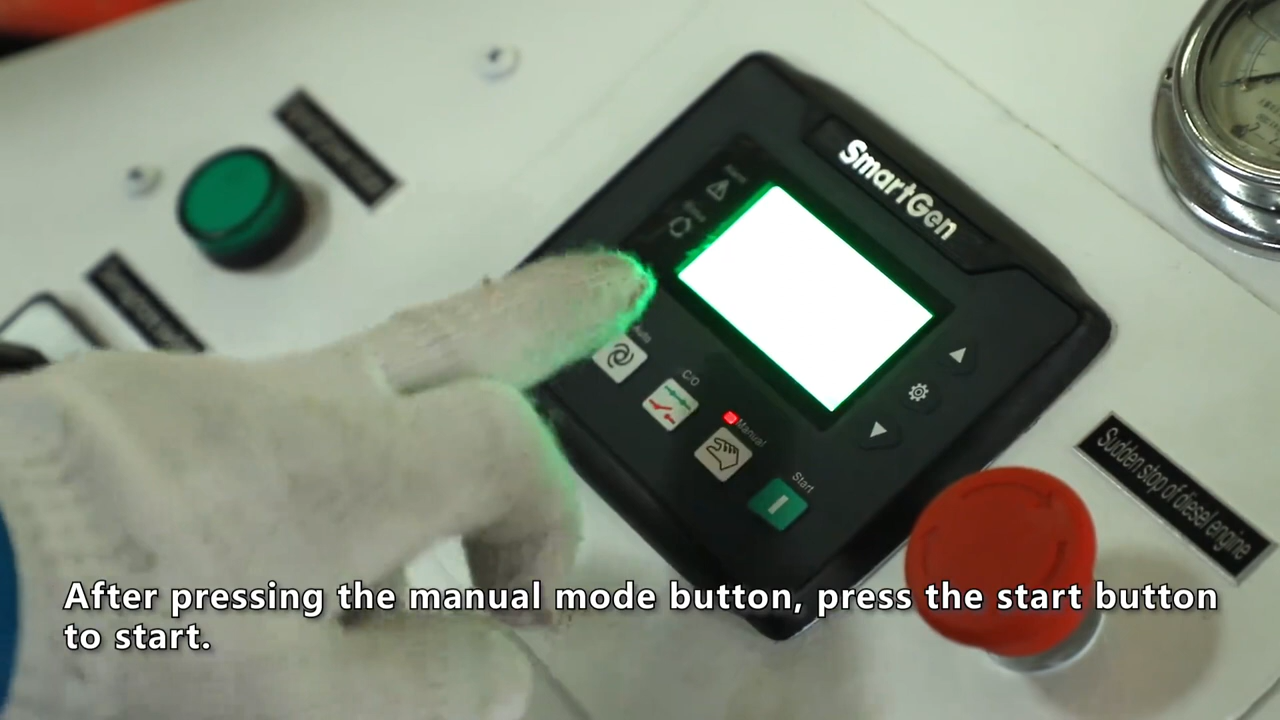 SmartGen
Alarm
Auto
C/O
Manual
Start
Sudden stop of diesel engine
After pressing the manual mode button, press the start button
to start.